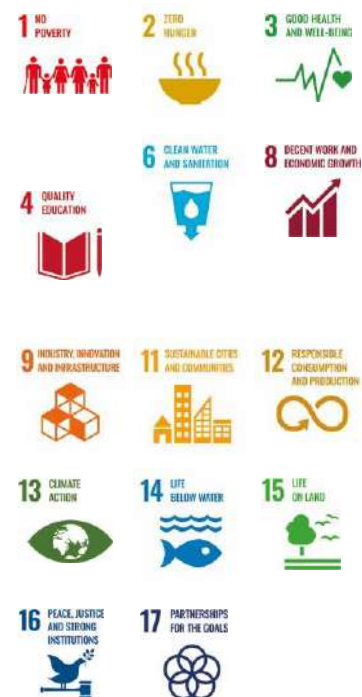 1 NO
POVERTY
2 ZERO
HUNGER
3 GOOD HEALTH
AND WELL-BEING
4 QUALITY
EDUCATION
6 CLEAN WATER
AND SANITATION
8 DECENT WORK AND
ECONOMIC GROWTH
9 INDUSTRY, INNOVATION
AND INFRASTRUCTURE
11 SUSTAINABLE CITIES
AND COMMUNITIES
12 RESPONSIBLE
CONSUMPTION
AND PRODUCTION
13 CLIMATE
ACTION
14 LIFE
BELOW WATER
15 LIFE
ON LAND
16 PEACE, JUSTICE
AND STRONG
INSTITUTIONS
17 PARTNERSHIPS
FOR THE GOALS